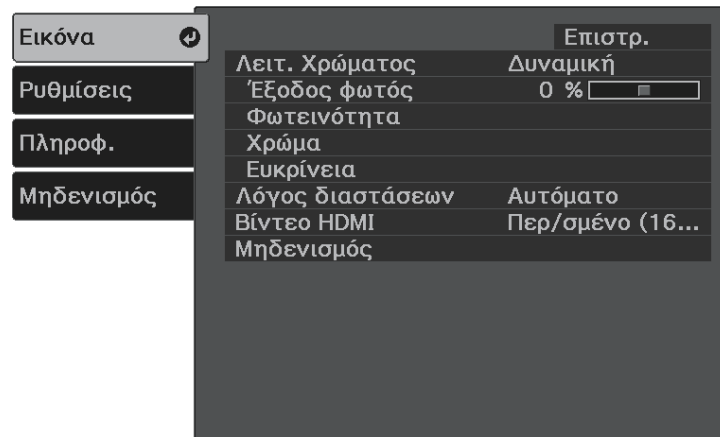 Εικόνα
Ρυθμίσεις
Πληροφ.
Μηδενισμός
Επιστρ.
Λειτ. Χρώματος Δυναμική
Έξοδος φωτός 0 %
Φωτεινότητα
Χρώμα
Ευκρίνεια
Λόγος διαστάσεων Αυτόματο
Βίντεο HDMI Περ/σμένο (16...
Μηδενισμός